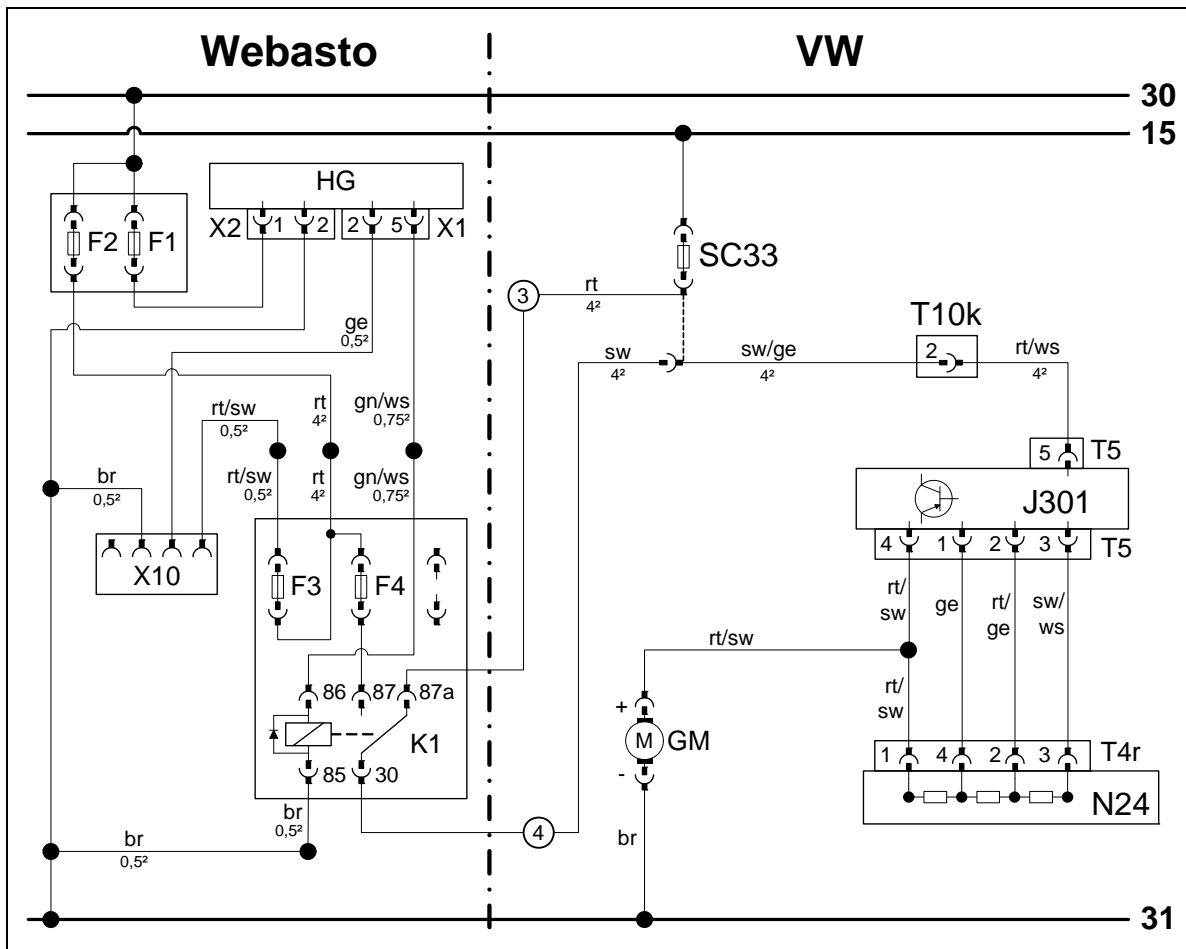 Webasto VW
30
15
HG
X2 1 2 2 5 X1
F2 F1 SC33
3 rt
4²
T10k
ge
0,5²
sw
4²
sw/ge
4²
2
rt/ws
4²
rt/sw
0,5²
rt
4²
gn/ws
0,75²
5 T5
rt/sw
0,5²
rt
4²
gn/ws
0,75²
br
0,5²
J301
4 1 2 3 T5
X10
F3 F4
rt/
sw
ge
rt/
ge
sw/
ws
rt/sw
rt/
sw
86 87 87a
+
M GM
-
K1
85 30
1 4 2 3 T4r
N24
br
0,5²
4
br
br
0,5²
31